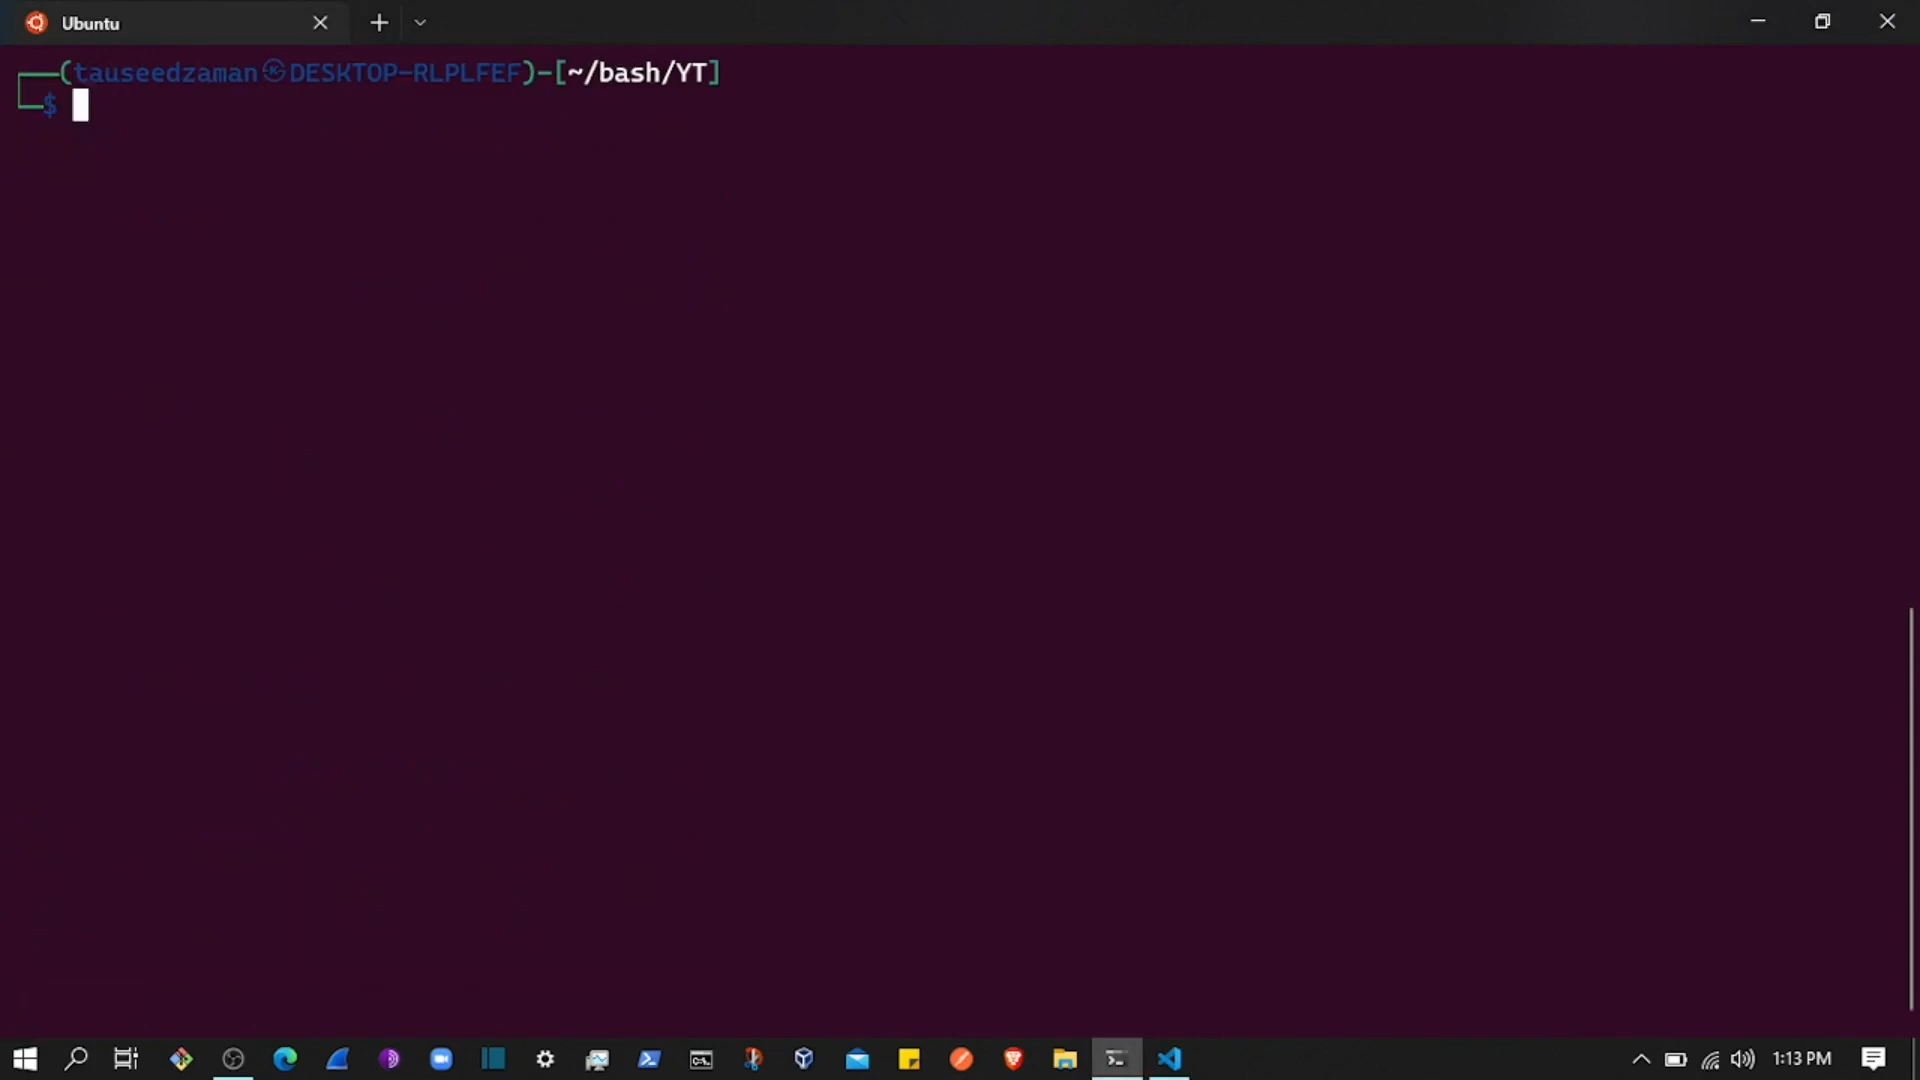 Ubuntu
┌──(tauseedzaman㉿DESKTOP-RLPLFEF)-[~/bash/YT]
└─$
1:13 PM